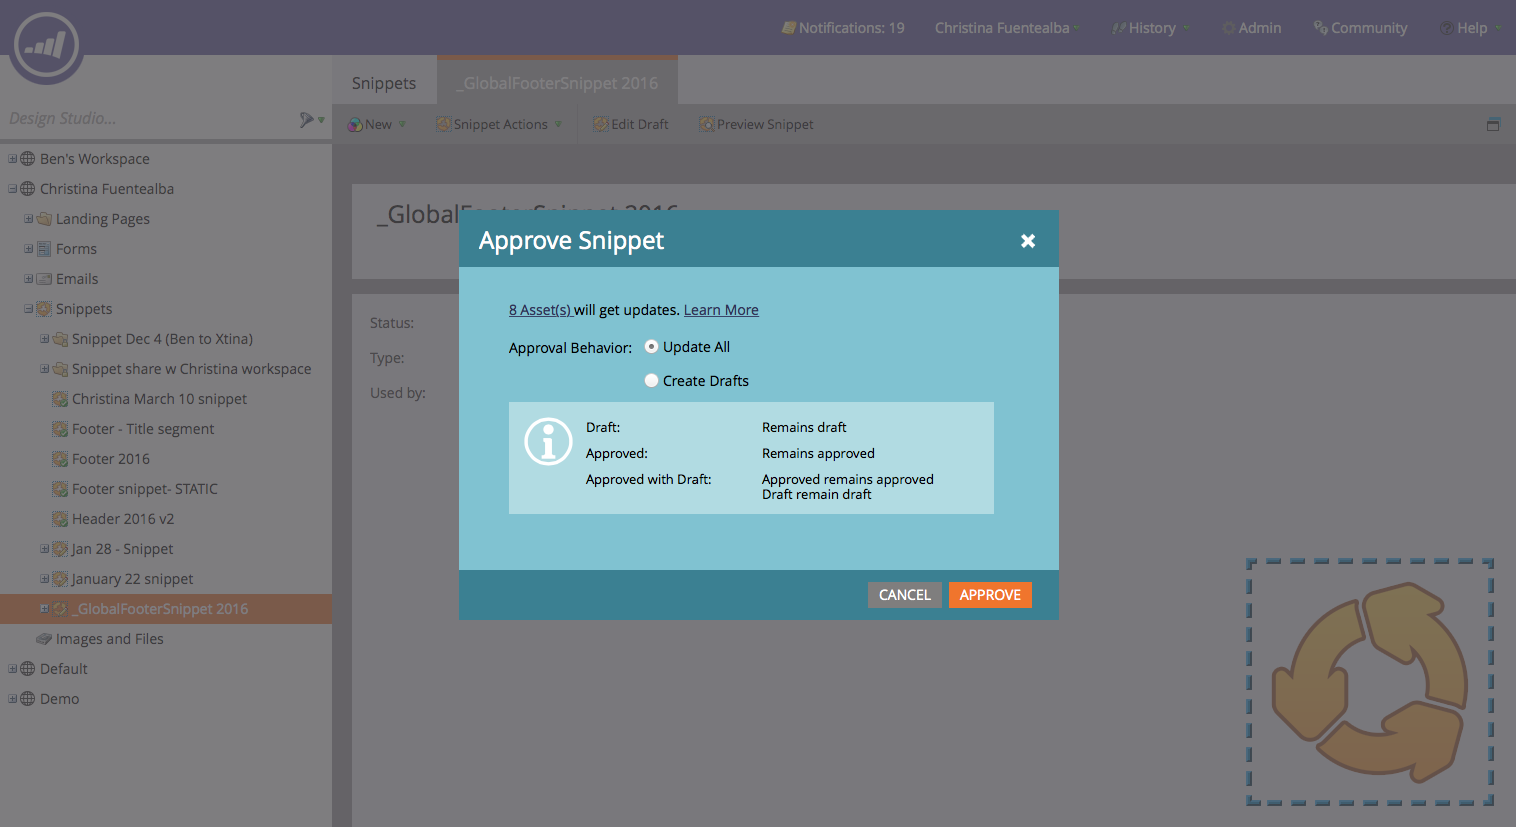 Notifications: 19 Christina Fuentealba History Admin Community Help
Snippets _GlobalFooterSnippet 2016
Design Studio...
New Snippet Actions Edit Draft Preview Snippet
Ben's Workspace
Christina Fuentealba
Landing Pages
Forms
Emails
Snippets
Snippet Dec 4 (Ben to Xtina)
Snippet share w Christina workspace
Christina March 10 snippet
Footer - Title segment
Footer 2016
Footer snippet- STATIC
Header 2016 v2
Jan 28 - Snippet
January 22 snippet
_GlobalFooterSnippet 2016
Images and Files
Default
Demo
_GlobalFooterSnippet 2016
Status:
Type:
Used by:
Approve Snippet
8 Asset(s) will get updates. Learn More
Approval Behavior: Update All
Create Drafts
Draft: Remains draft
Approved: Remains approved
Approved with Draft: Approved remains approved
Draft remain draft
CANCEL APPROVE